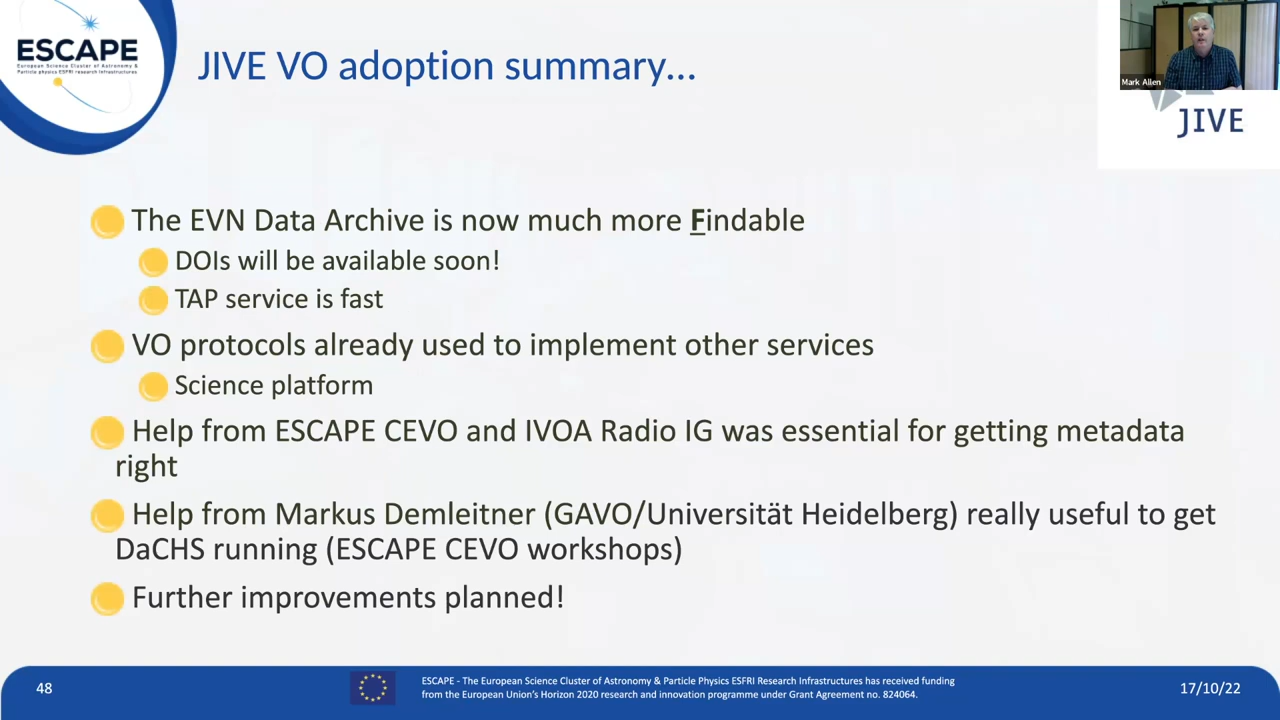 ESCAPE
European Science Cluster of Astronomy &
Particle physics ESFRI research Infrastructures
JIVE VO adoption summary...
Mark Allen
JIVE
The EVN Data Archive is now much more Findable
DOIs will be available soon!
TAP service is fast
VO protocols already used to implement other services
Science platform
Help from ESCAPE CEVO and IVOA Radio IG was essential for getting metadata
right
Help from Markus Demleitner (GAVO/Universität Heidelberg) really useful to get
DaCHS running (ESCAPE CEVO workshops)
Further improvements planned!
48
ESCAPE - The European Science Cluster of Astronomy & Particle Physics ESFRI Research Infrastructures has received funding
from the European Union's Horizon 2020 research and innovation programme under Grant Agreement no. 824064.
17/10/22